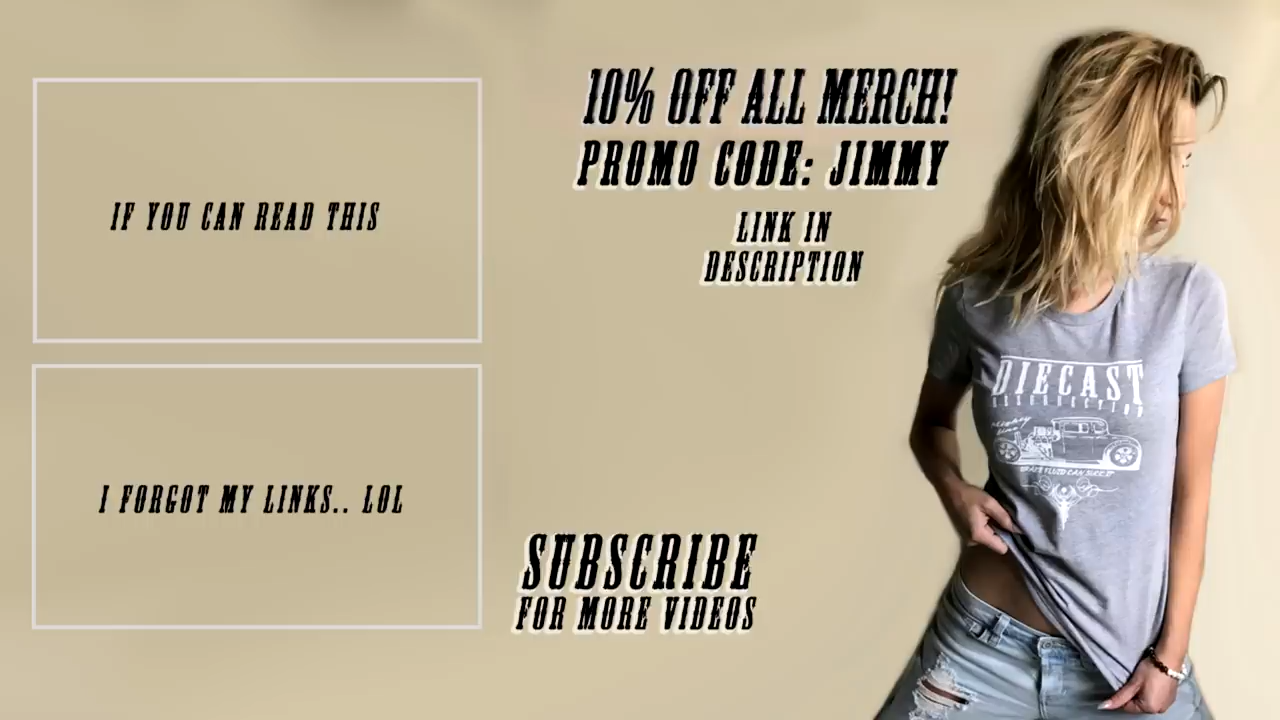 IF YOU CAN READ THIS
I FORGOT MY LINKS.. LOL
10% OFF ALL MERCH!
PROMO CODE: JIMMY
LINK IN
DESCRIPTION
SUBSCRIBE
FOR MORE VIDEOS
DIECAST
RESURRECTION